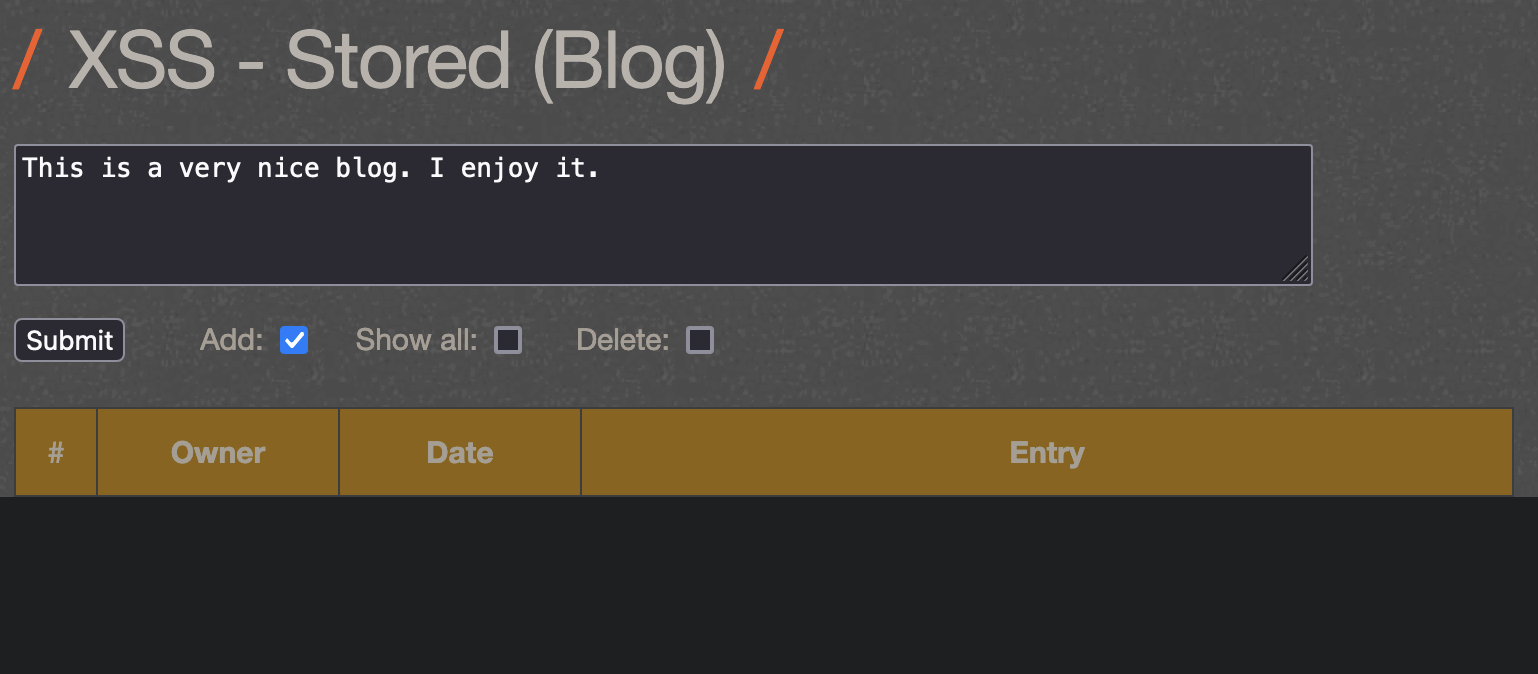 / XSS - Stored (Blog) /
This is a very nice blog. I enjoy it.
Submit Add: Show all: Delete:
# Owner Date Entry